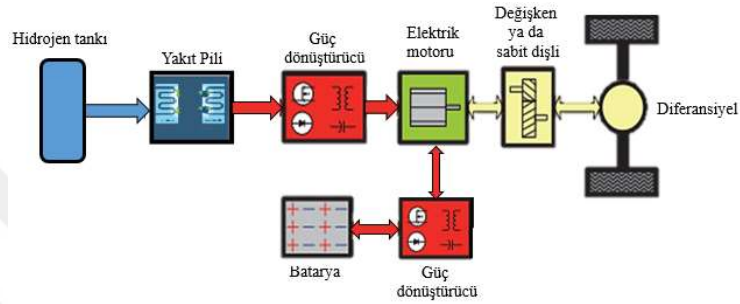 Hidrojen tankı
Yakıt Pili
Güç
dönüştürücü
Elektrik
motoru
Değişken
ya da
sabit dişli
Diferansiyel
Batarya
Güç
dönüştürücü